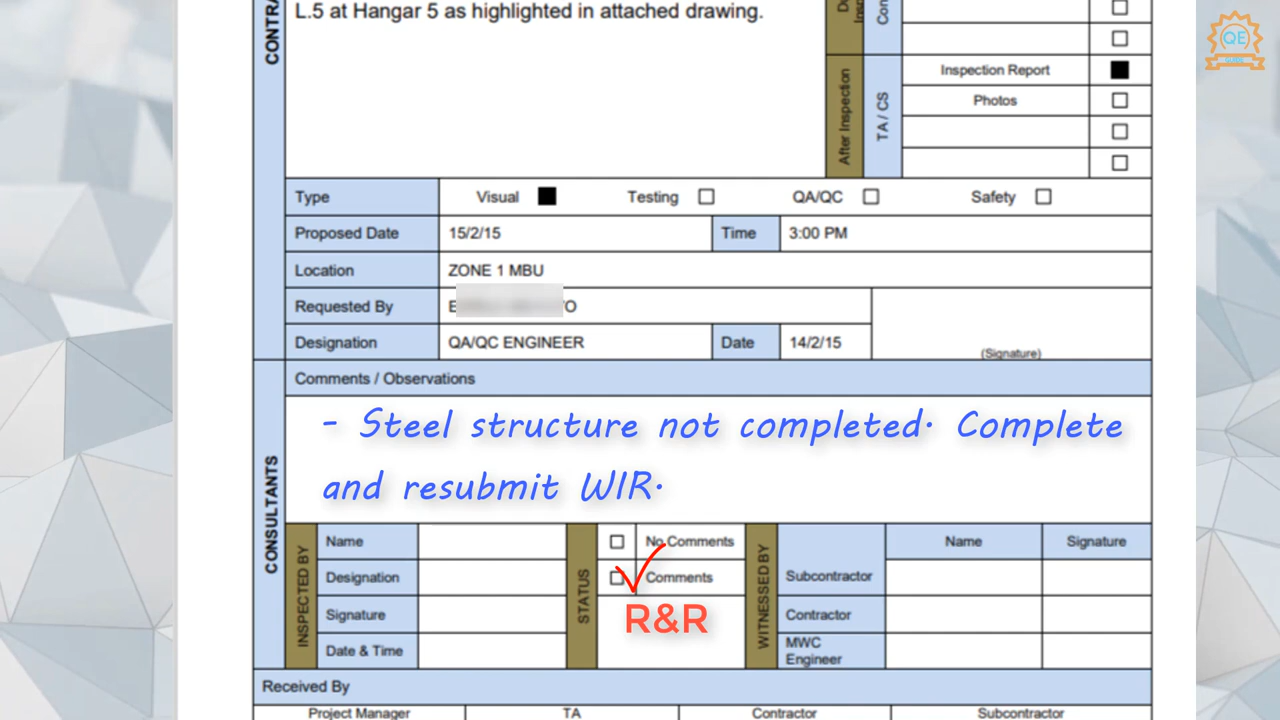 L.5 at Hangar 5 as highlighted in attached drawing.
QE
GUIDE
Inspection Report
Photos
After Inspection
TA / CS
Type Visual Testing QA/QC Safety
Proposed Date 15/2/15 Time 3:00 PM
Location ZONE 1 MBU
Requested By
Designation QA/QC ENGINEER Date 14/2/15
(Signature)
CONSULTANTS
Comments / Observations
- Steel structure not completed. Complete
and resubmit WIR.
INSPECTED BY
Name
Designation
Signature
Date & Time
STATUS
No Comments
Comments
R&R
WITNESSED BY
Name Signature
Subcontractor
Contractor
MWC
Engineer
Received By
Project Manager TA Contractor Subcontractor